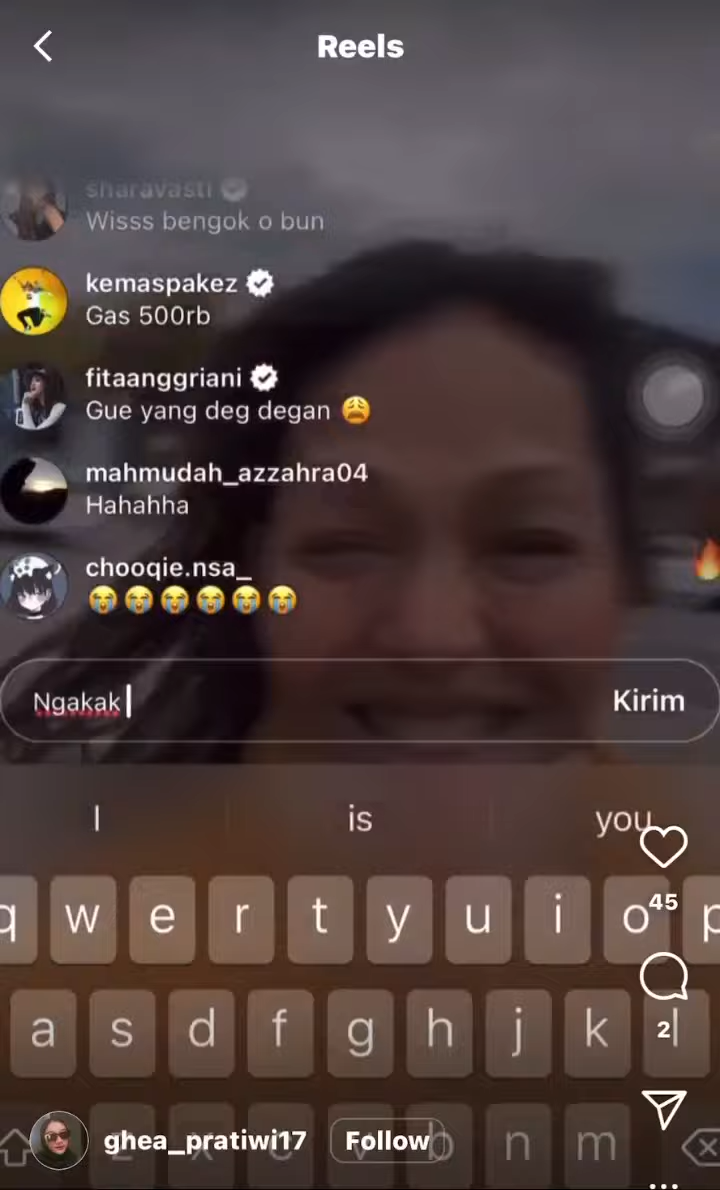 Reels
sharavasti
Wisss bengok o bun
kemaspakez
Gas 500rb
fitaanggriani
Gue yang deg degan 😩
mahmudah_azzahra04
Hahahha
chooqie.nsa_
😭😭😭😭😭😭
Ngakak
Kirim
I is you
q w e r t y u i o p
45
a s d f g h j k l
2
z x c v b n m
ghea_pratiwi17
Follow